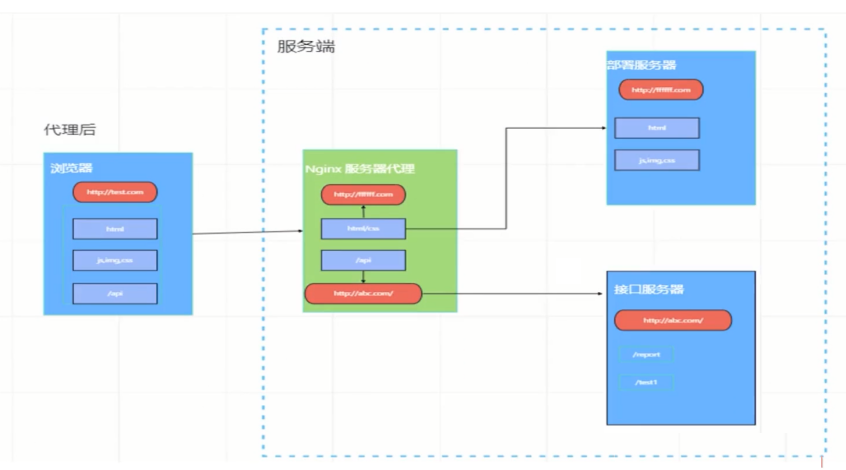 服务端
代理后
浏览器
http://test.com
html
js,img,css
/api
Nginx 服务器代理
http://ffffff.com
html/css
/api
http://abc.com/
部署服务器
http://ffffff.com
html
js,img,css
接口服务器
http://abc.com/
/report
/test1